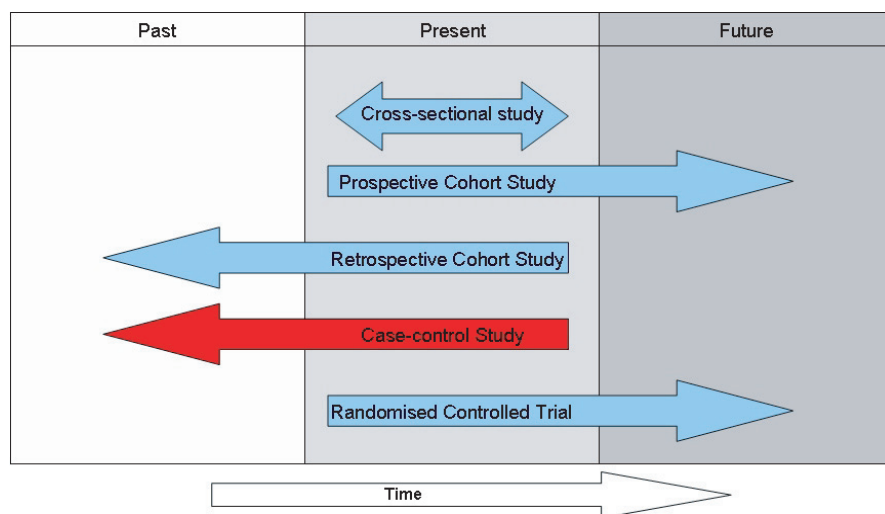 Past Present Future
Cross-sectional study
Prospective Cohort Study
Retrospective Cohort Study
Case-control Study
Randomised Controlled Trial
Time